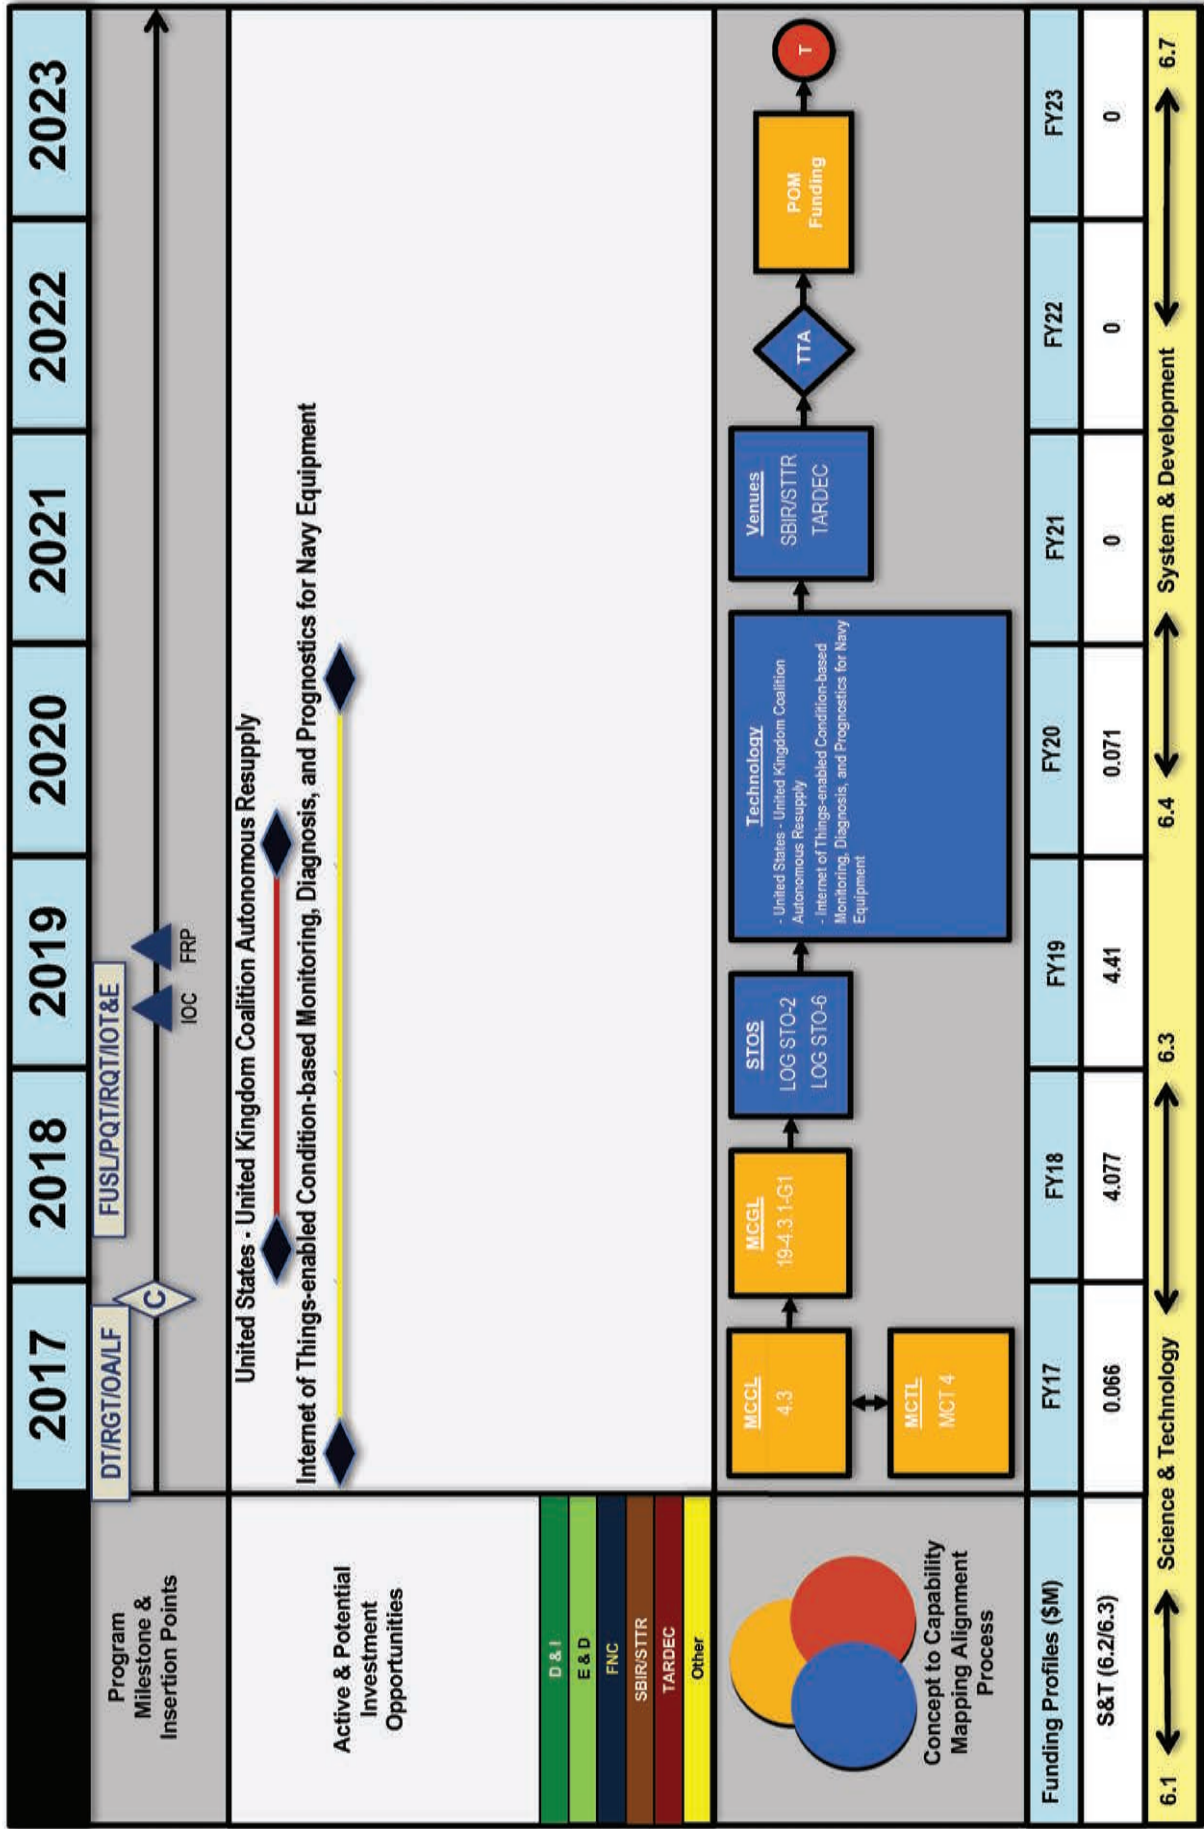 2017 2018 2019 2020 2021 2022 2023
Program
Milestone &
Insertion Points
DT/RGT/OA/LF
C
FUSL/PQT/RQT/IOT&E
IOC
FRP
Active & Potential
Investment
Opportunities
United States - United Kingdom Coalition Autonomous Resupply
Internet of Things-enabled Condition-based Monitoring, Diagnosis, and Prognostics for Navy Equipment
D & I
E & D
FNC
SBIR/STTR
TARDEC
Other
Concept to Capability
Mapping Alignment
Process
MCCL
4.3
MCTL
MCT 4
MCGL
19-4.3.1-G1
STOS
LOG STO-2
LOG STO-6
Technology
- United States - United Kingdom Coalition
Autonomous Resupply
- Internet of Things-enabled Condition-based
Monitoring, Diagnosis, and Prognostics for Navy
Equipment
Venues
SBIR/STTR
TARDEC
TTA
POM
Funding
T
Funding Profiles ($M) FY17 FY18 FY19 FY20 FY21 FY22 FY23
S&T (6.2/6.3) 0.066 4.077 4.41 0.071 0 0 0
6.1 Science & Technology 6.3 6.4 System & Development 6.7